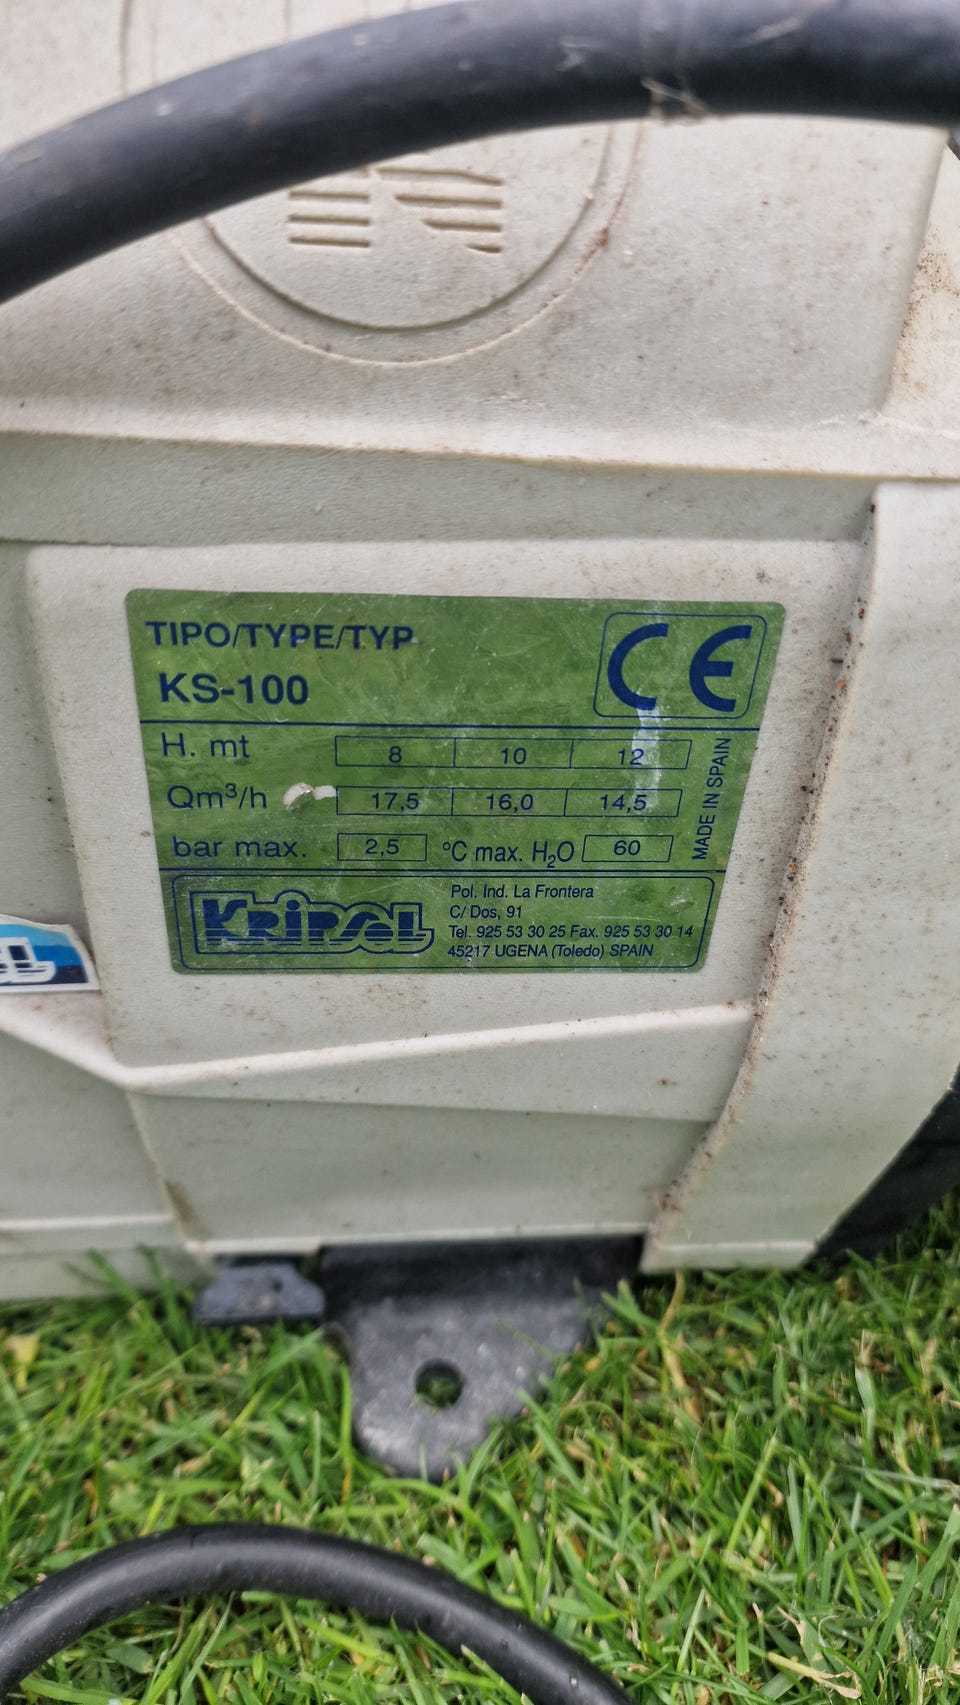 TIPO/TYPE/TYP
KS-100
CE
H. mt 8 10 12
Qm³/h 17,5 16,0 14,5
bar max. 2,5 °C max. H₂O 60
MADE IN SPAIN
KRIPSOL
Pol. Ind. La Frontera
C/ Dos, 91
Tel. 925 53 30 25 Fax. 925 53 30 14
45217 UGENA (Toledo) SPAIN